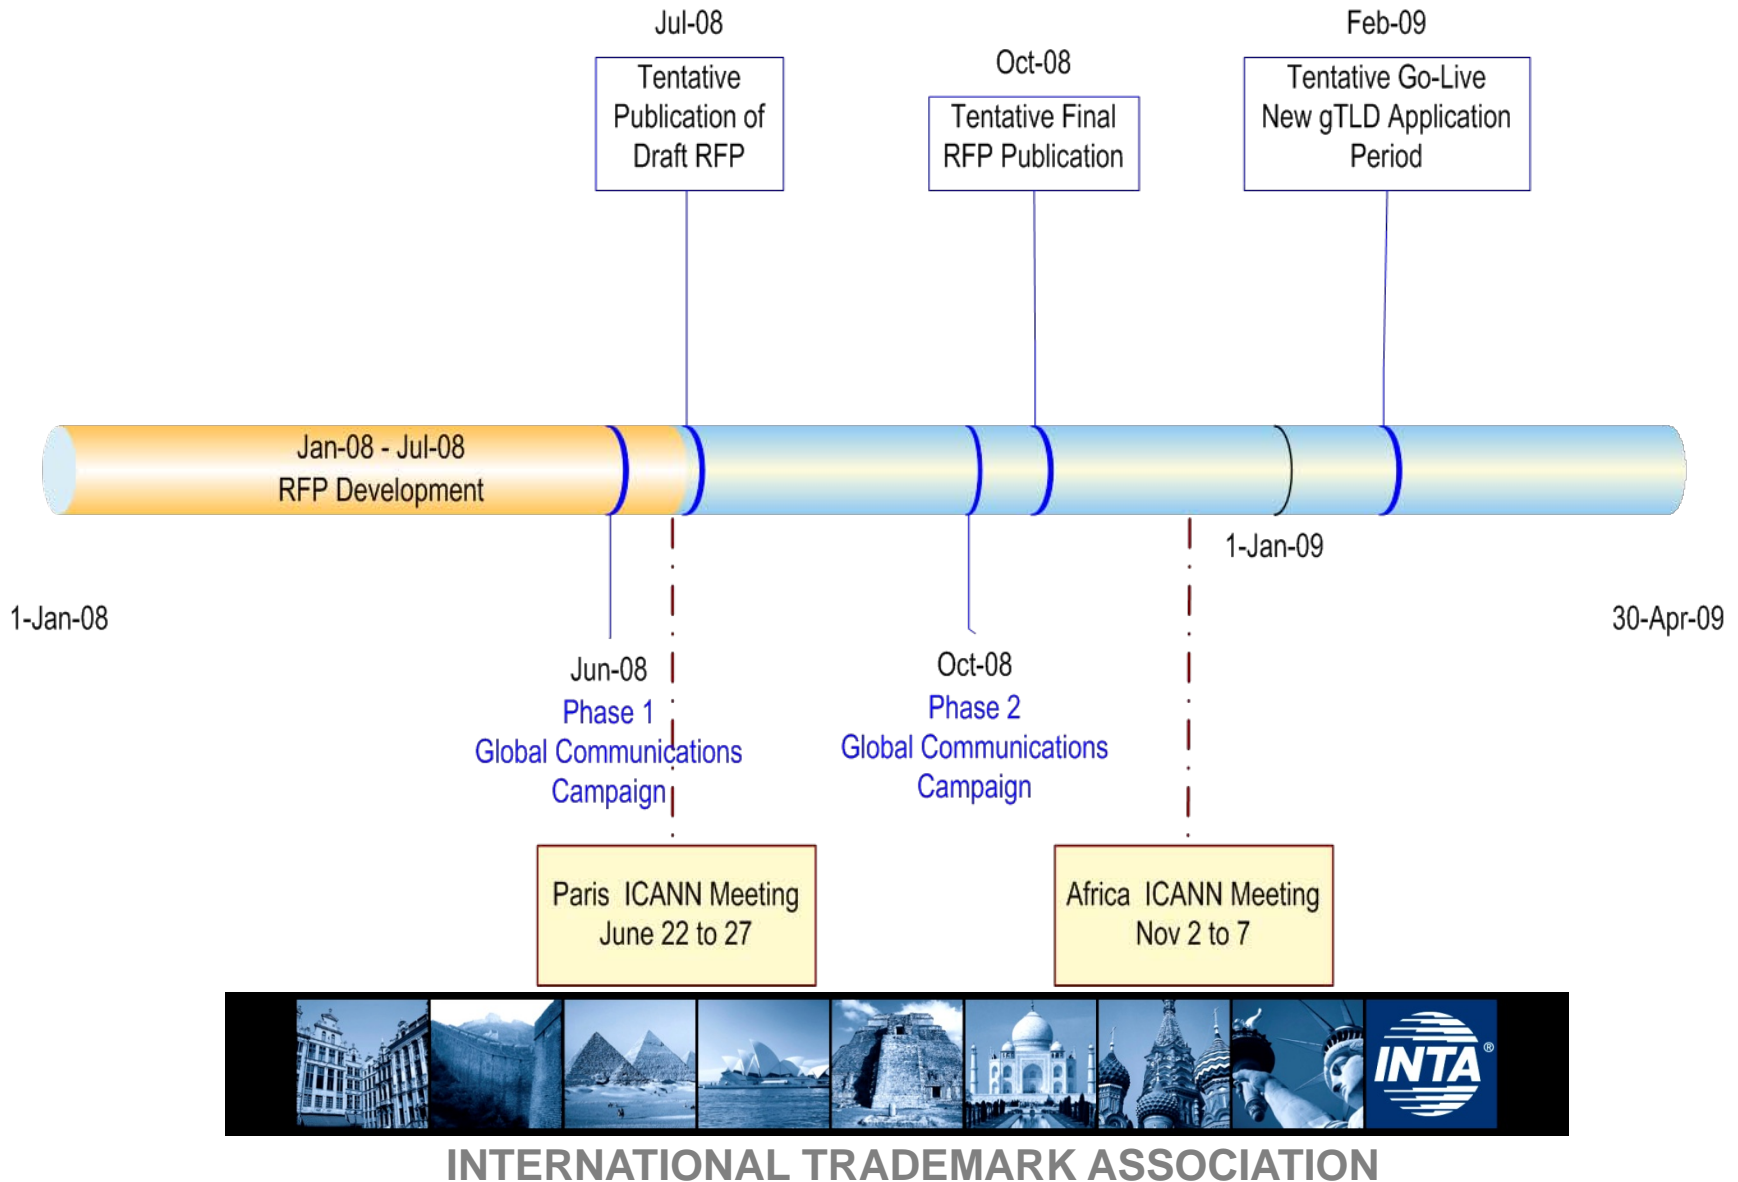 Jul-08
Tentative
Publication of
Draft RFP
Oct-08
Tentative Final
RFP Publication
Feb-09
Tentative Go-Live
New gTLD Application
Period
Jan-08 - Jul-08
RFP Development
1-Jan-09
1-Jan-08
30-Apr-09
Jun-08
Phase 1
Global Communications
Campaign
Oct-08
Phase 2
Global Communications
Campaign
Paris ICANN Meeting
June 22 to 27
Africa ICANN Meeting
Nov 2 to 7
INTA®
INTERNATIONAL TRADEMARK ASSOCIATION